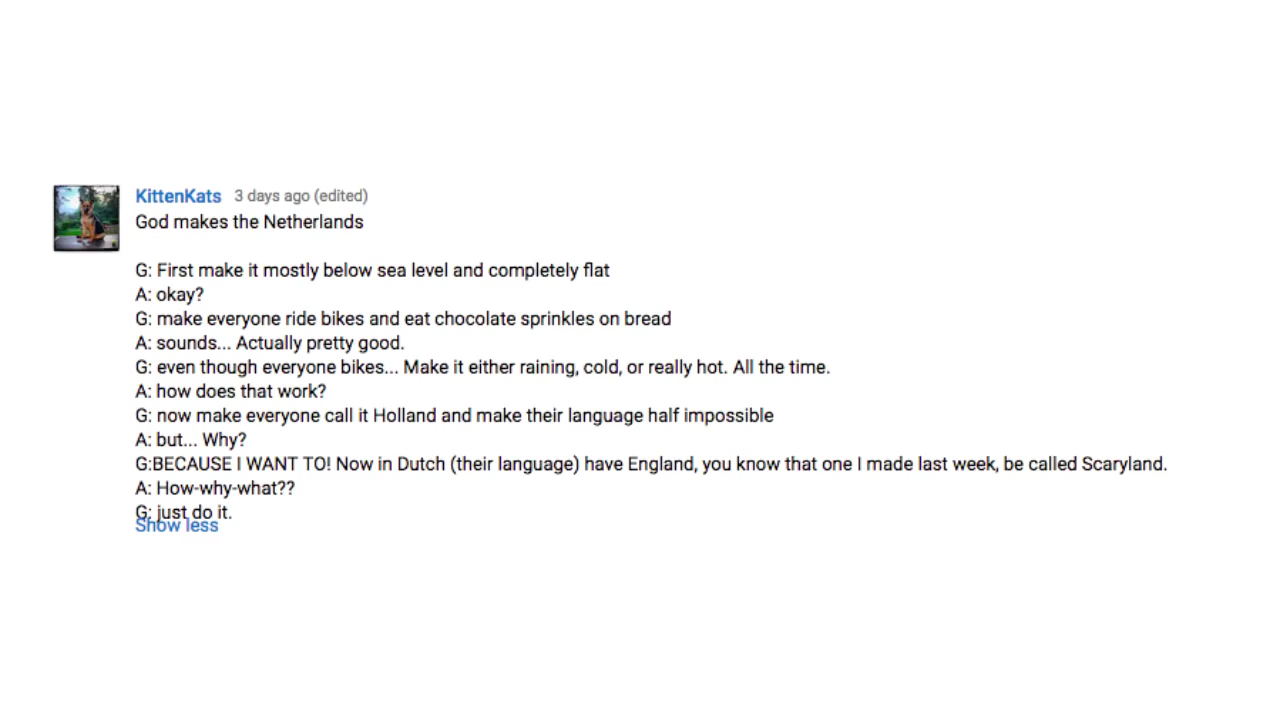 KittenKats 3 days ago (edited)
God makes the Netherlands
G: First make it mostly below sea level and completely flat
A: okay?
G: make everyone ride bikes and eat chocolate sprinkles on bread
A: sounds... Actually pretty good.
G: even though everyone bikes... Make it either raining, cold, or really hot. All the time.
A: how does that work?
G: now make everyone call it Holland and make their language half impossible
A: but... Why?
G:BECAUSE I WANT TO! Now in Dutch (their language) have England, you know that one I made last week, be called Scaryland.
A: How-why-what??
G: just do it.
Show less